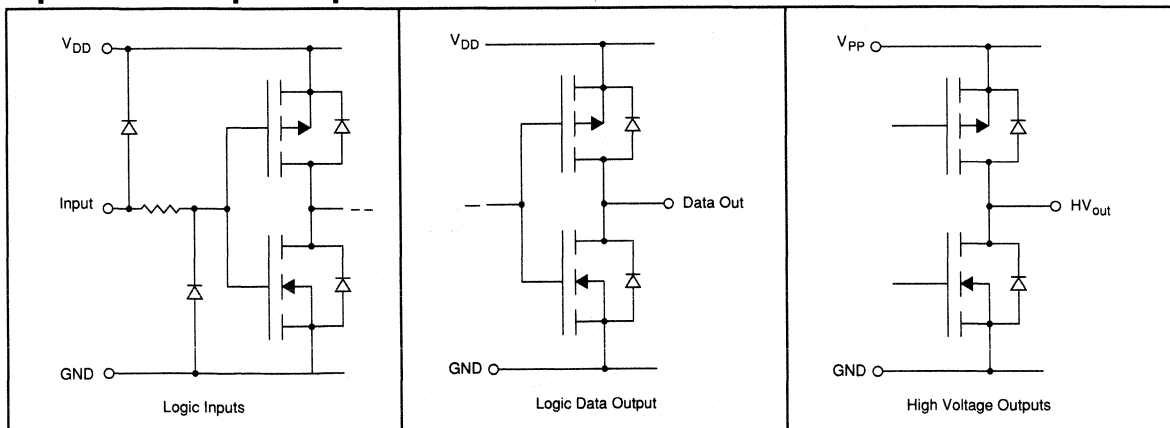 V_DD
Input
GND
Logic Inputs
V_DD
Data Out
GND
Logic Data Output
V_PP
HV_out
GND
High Voltage Outputs